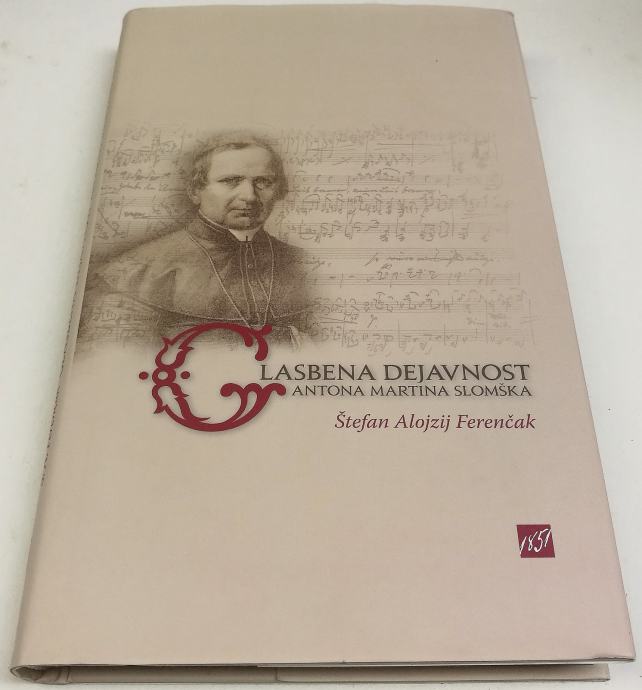 GLASBENA DEJAVNOST
ANTONA MARTINA SLOMŠKA
Štefan Alojzij Ferenčak
1851